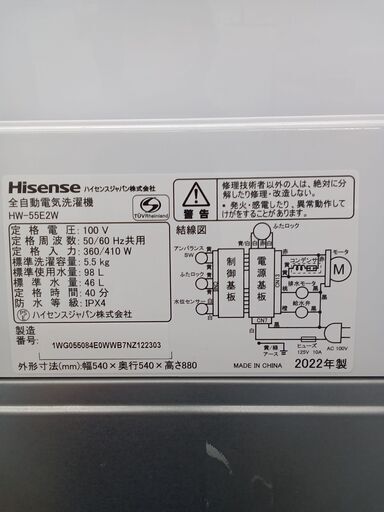 Hisense ハイセンスジャパン株式会社
全自動電気洗濯機
HW-55E2W
TÜVRheinland
定格電圧: 100 V
定格周波数: 50/60 Hz共用
定格入力: 360/410 W
標準洗濯容量: 5.5 kg
標準使用水量: 98 L
標準水量: 46 L
定格時間: 40分
防水等級: IPX4
ハイセンスジャパン株式会社
製造番号: 1WG055084E0WWB7NZ122303
外形寸法(mm):幅540×奥行540×高さ880
警告
修理技術者以外の人は、絶対に分解したり修理・改造しない。
・発火・感電したり、異常動作してけがをすることがあります。
結線図
ふたロック
アンバランスSW
ふたロック
水位センサー
制御基板
電源基板
CN13
CN7
コンデンサ
モータ
M
排水モータ
給水弁
黄/緑
アース
ヒューズ
125V 10A
AC 100V
MADE IN CHINA
2022年製